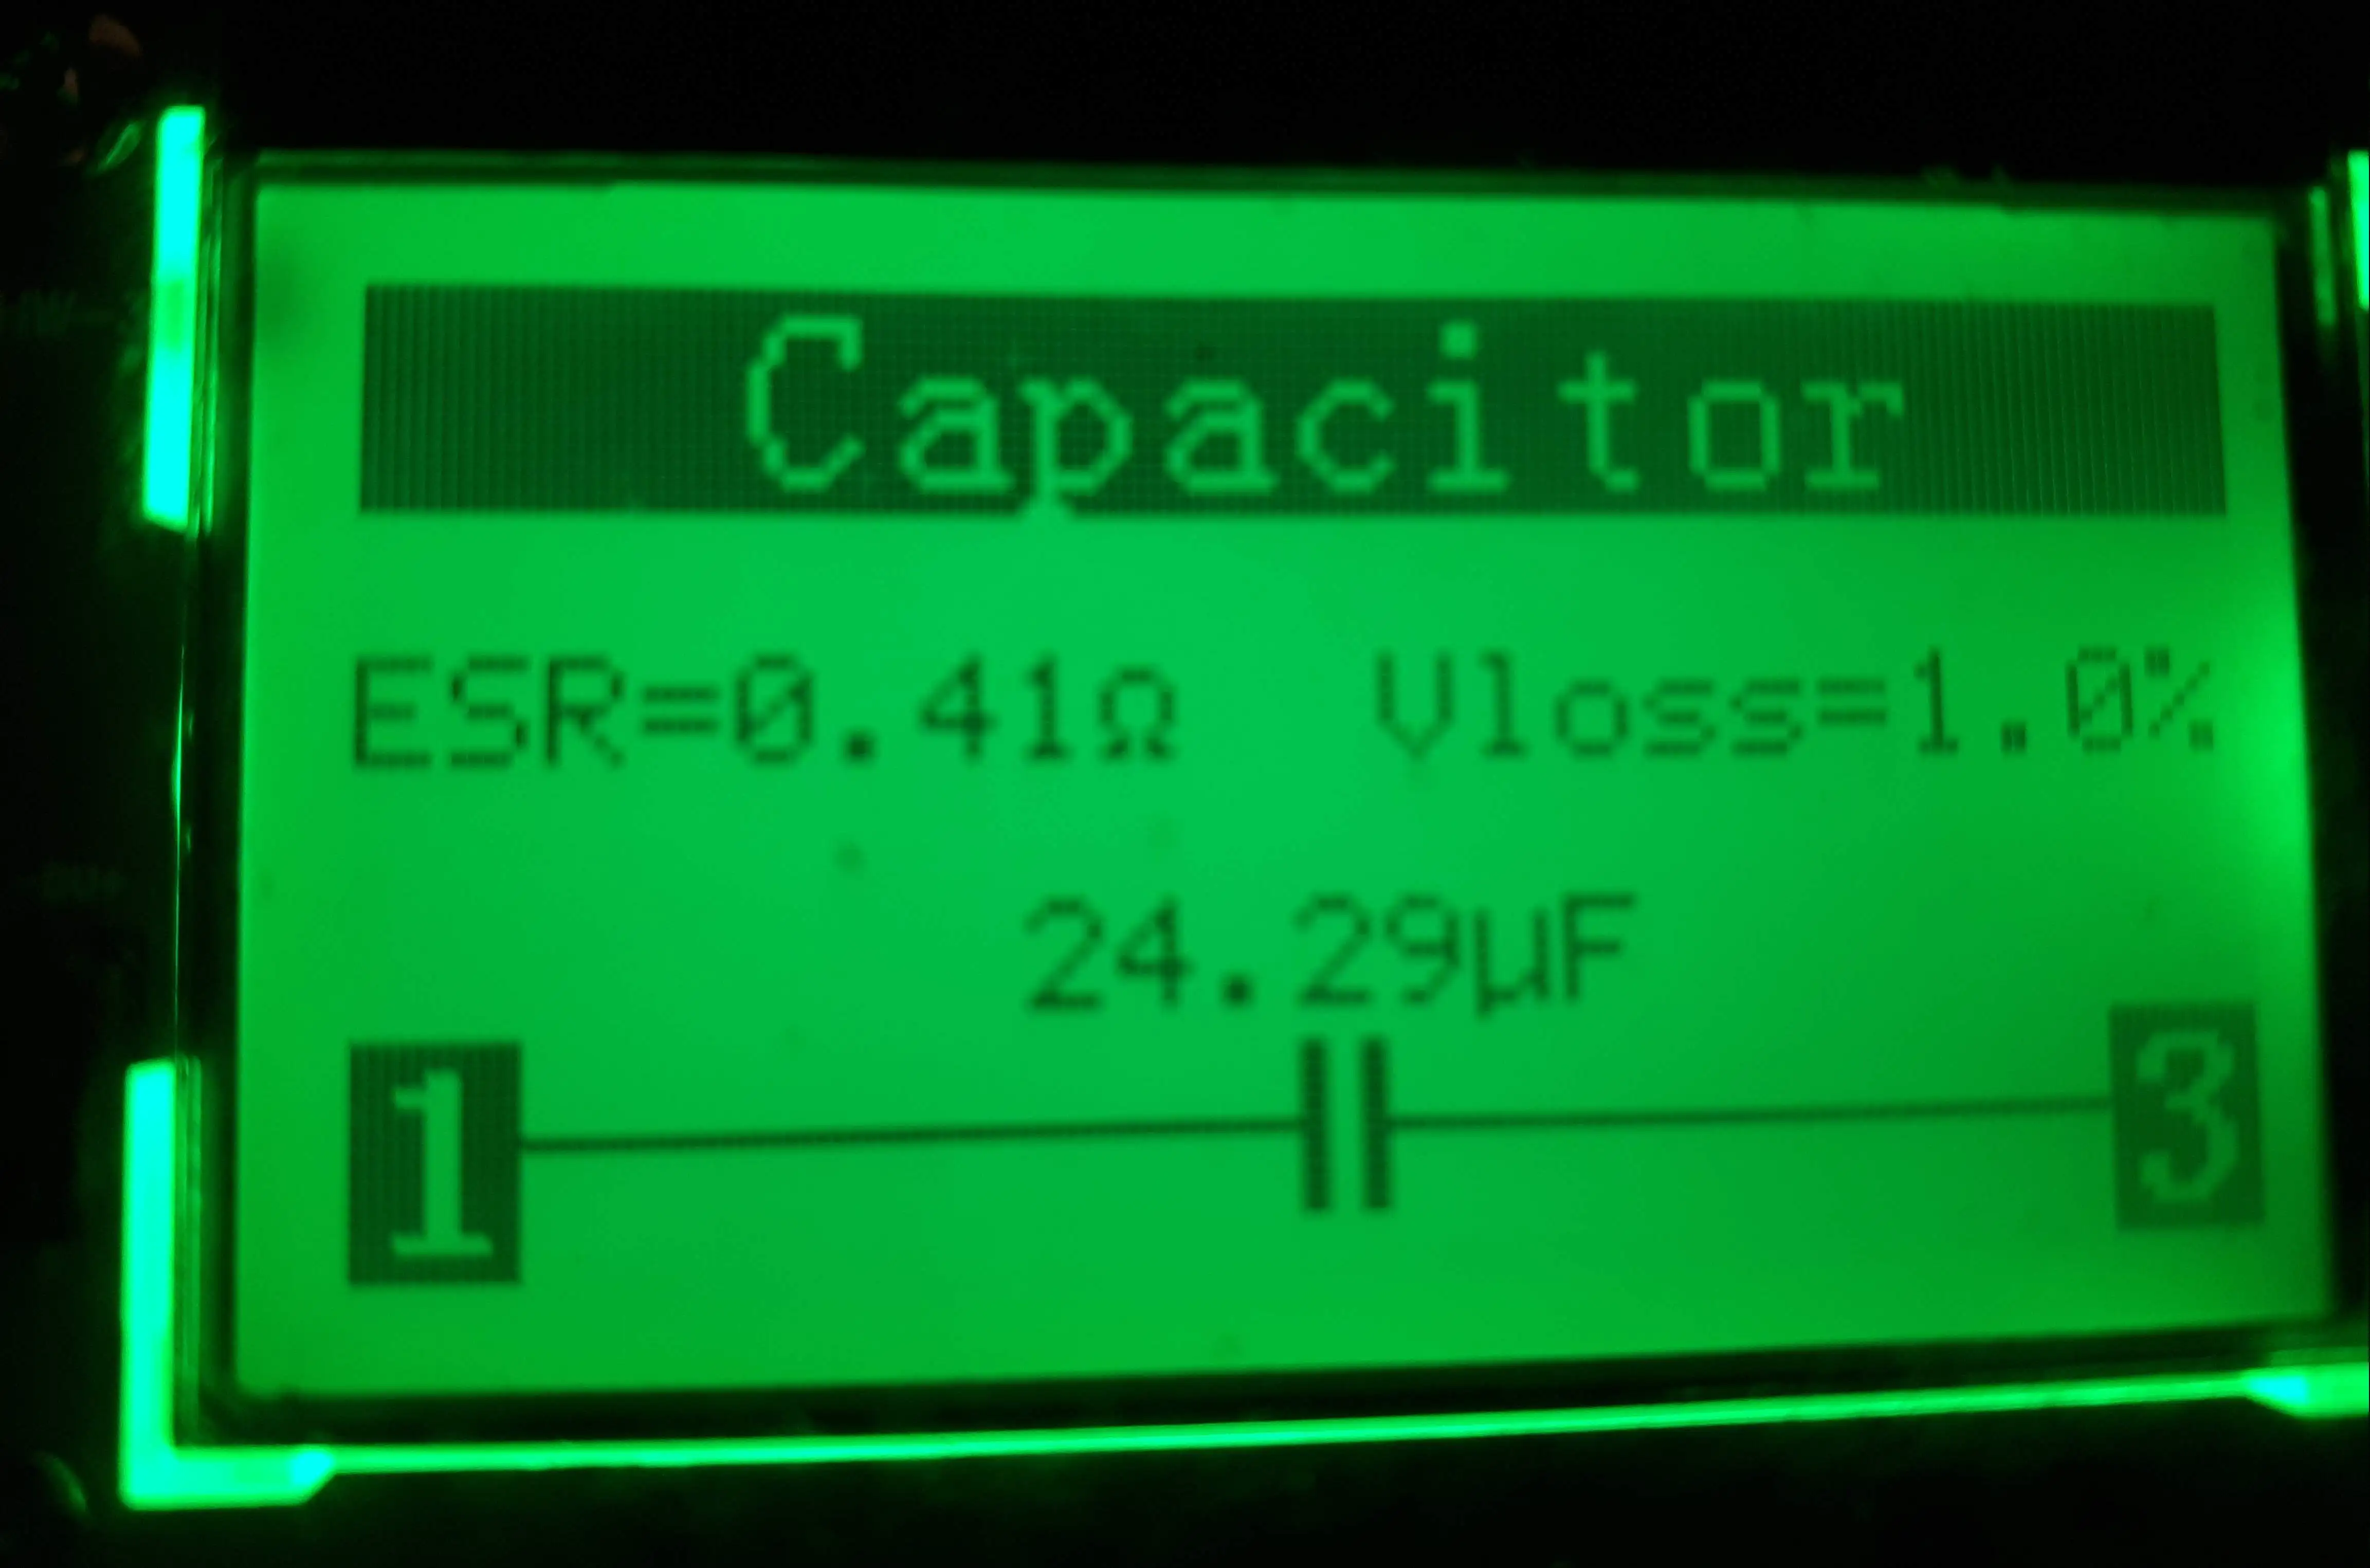 Capacitor
ESR=0.41Ω Vloss=1.0%
24.29µF
1 3